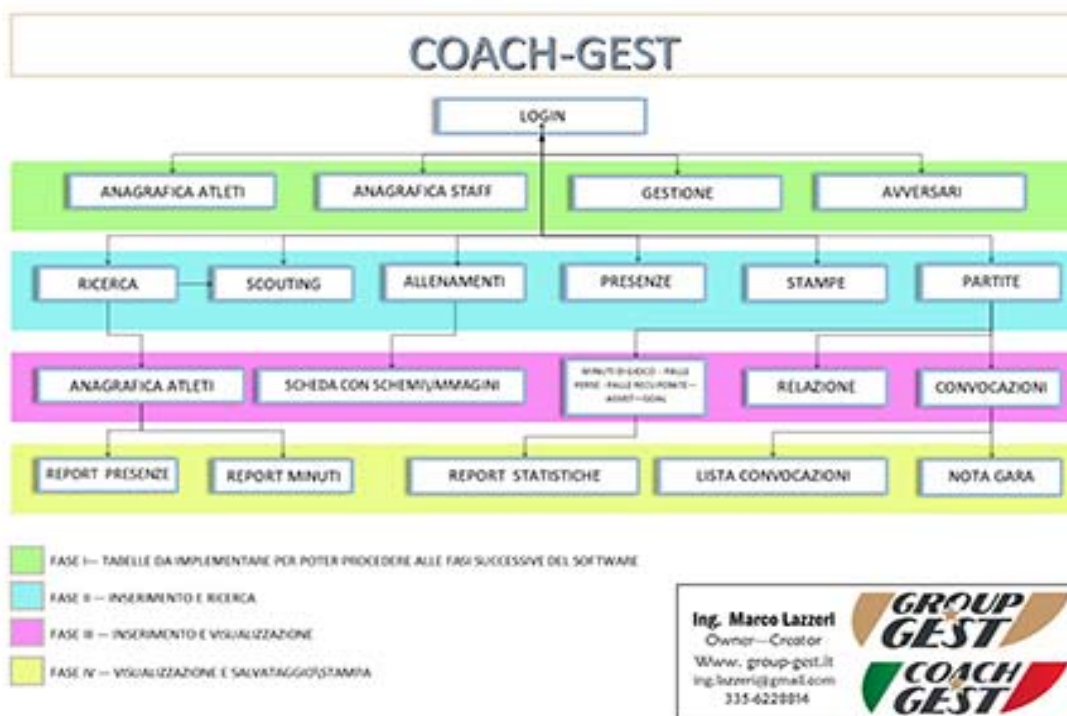 COACH-GEST
LOGIN
ANAGRAFICA ATLETI
ANAGRAFICA STAFF
GESTIONE
AVVERSARI
RICERCA
SCOUTING
ALLENAMENTI
PRESENZE
STAMPE
PARTITE
ANAGRAFICA ATLETI
SCHEDA CON SCHEMI\IMMAGINI
MINUTI DI GIOCO - PALLE
PERSE - PALLE RECUPERATE—
ASSIST—GOAL
RELAZIONE
CONVOCAZIONI
REPORT PRESENZE
REPORT MINUTI
REPORT STATISTICHE
LISTA CONVOCAZIONI
NOTA GARA
FASE I— TABELLE DA IMPLEMENTARE PER POTER PROCEDERE ALLE FASI SUCCESSIVE DEL SOFTWARE
FASE II — INSERIMENTO E RICERCA
FASE III — INSERIMENTO E VISUALIZZAZIONE
FASE IV — VISUALIZZAZIONE E SALVATAGGIO\STAMPA
Ing. Marco Lazzeri
Owner—Creator
Www. group-gest.it
ing.lazzeri@gmail.com
335-6228814
GROUP
GEST
COACH
GEST